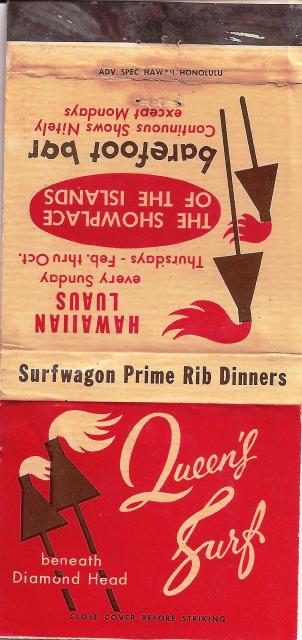 ADV. SPEC HAWAII HONOLULU
HAWAIIAN
LUAUS
every Sunday
Thursdays - Feb. thru Oct.
THE SHOWPLACE
OF THE ISLANDS
barefoot bar
Continuous Shows Nitely
except Mondays
Surfwagon Prime Rib Dinners
Queen's
Surf
beneath
Diamond Head
CLOSE COVER BEFORE STRIKING